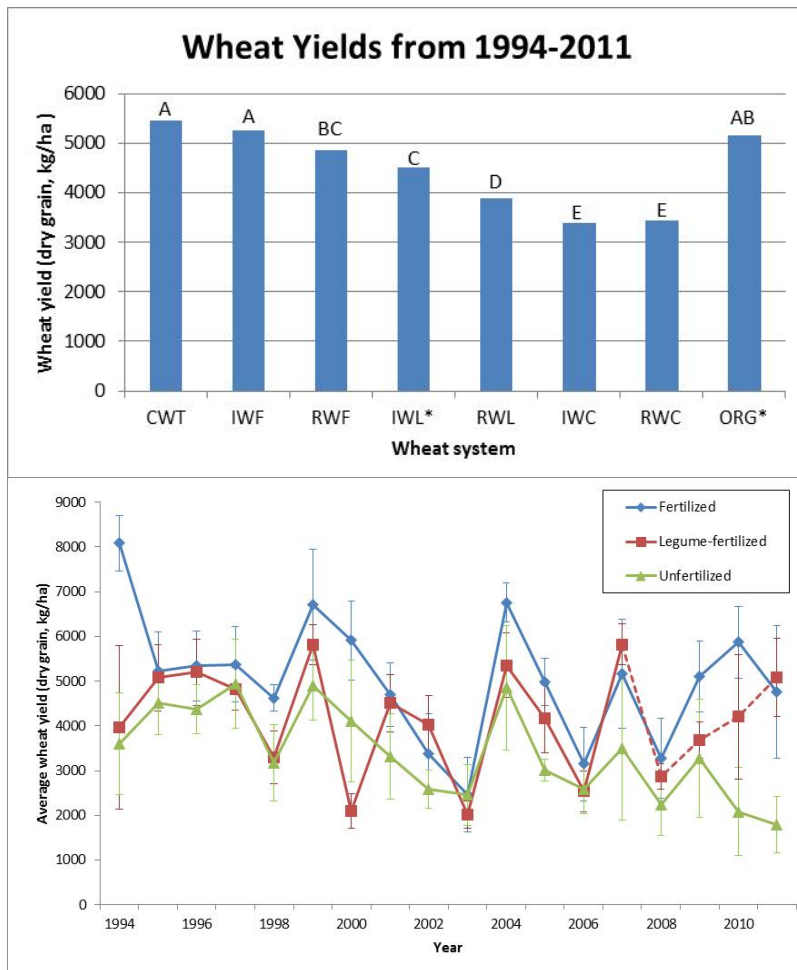 Wheat Yields from 1994-2011
Wheat yield (dry grain, kg/ha)
6000
5000
4000
3000
2000
1000
0
A
A
BC
C
D
E
E
AB
CWT IWF RWF IWL* RWL IWC RWC ORG*
Wheat system
Average wheat yield (dry grain, kg/ha)
9000
8000
7000
6000
5000
4000
3000
2000
1000
0
Fertilized
Legume-fertilized
Unfertilized
1994 1996 1998 2000 2002 2004 2006 2008 2010
Year